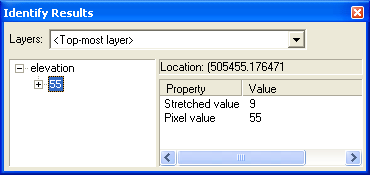 Identify Results
Layers: <Top-most layer>
elevation
55
Location: (505455.176471
Property Value
Stretched value 9
Pixel value 55